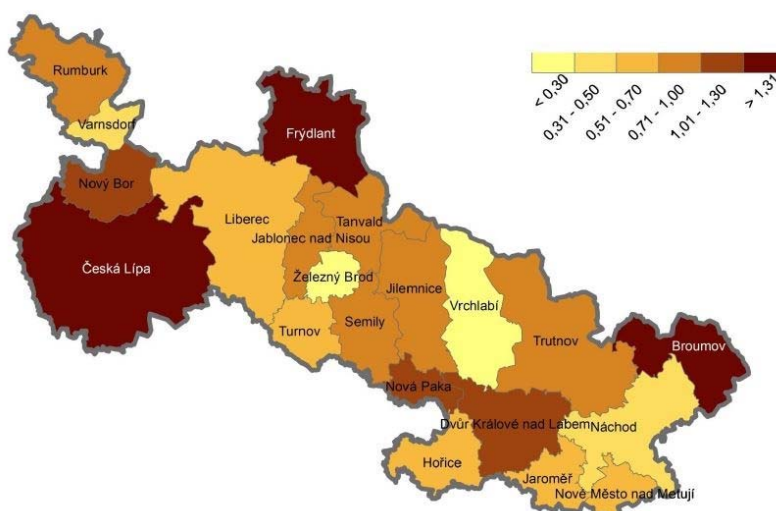 < 0,30
0,31 - 0,50
0,51 - 0,70
0,71 - 1,00
1,01 - 1,30
> 1,31
Rumburk
Varnsdorf
Frýdlant
Nový Bor
Liberec
Tanvald
Jablonec nad Nisou
Česká Lípa
Železný Brod
Jilemnice
Vrchlabí
Turnov
Semily
Trutnov
Broumov
Nová Paka
Dvůr Králové nad Labem
Náchod
Hořice
Jaroměř
Nové Město nad Metují